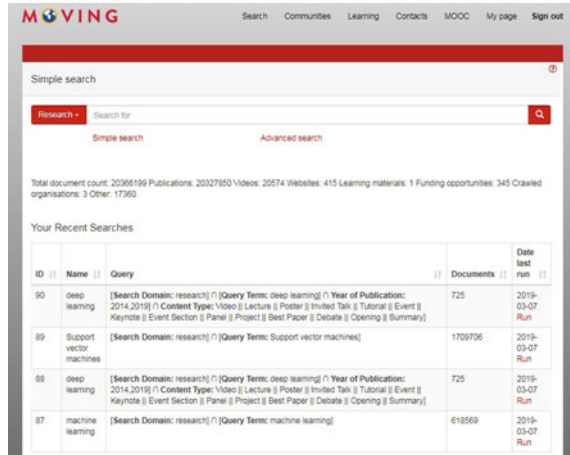 MOVING
Search Communities Learning Contacts MOOC My page Sign out
Simple search
Research Search for
Simple search Advanced search
Total document count: 20366199 Publications: 20327850 Videos: 20574 Websites: 415 Learning materials: 1 Funding opportunities: 345 Crawled
organisations: 3 Other: 17360
Your Recent Searches
ID Name Query Documents Date last run
90 deep learning [Search Domain: research] ∩ [Query Term: deep learning] ∩ Year of Publication:
2014,2019] ∩ Content Type: Video || Lecture || Poster || Invited Talk || Tutorial || Event ||
Keynote || Event Section || Panel || Project || Best Paper || Debate || Opening || Summary] 725 2019-03-07 Run
89 Support vector machines [Search Domain: research] ∩ [Query Term: Support vector machines] 1709706 2019-03-07 Run
88 deep learning [Search Domain: research] ∩ [Query Term: deep learning] ∩ Year of Publication:
2014,2019] ∩ Content Type: Video || Lecture || Poster || Invited Talk || Tutorial || Event ||
Keynote || Event Section || Panel || Project || Best Paper || Debate || Opening || Summary] 725 2019-03-07 Run
87 machine learning [Search Domain: research] ∩ [Query Term: machine learning] 618569 2019-03-07 Run